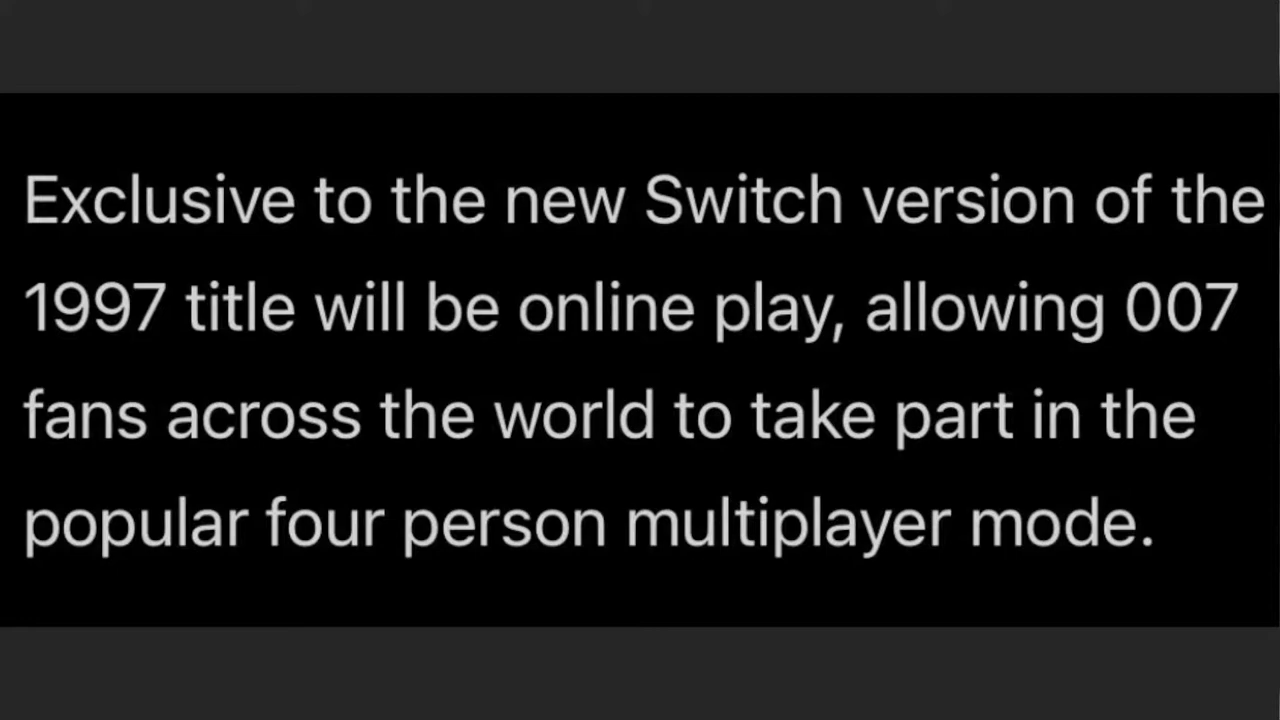 Exclusive to the new Switch version of the
1997 title will be online play, allowing 007
fans across the world to take part in the
popular four person multiplayer mode.